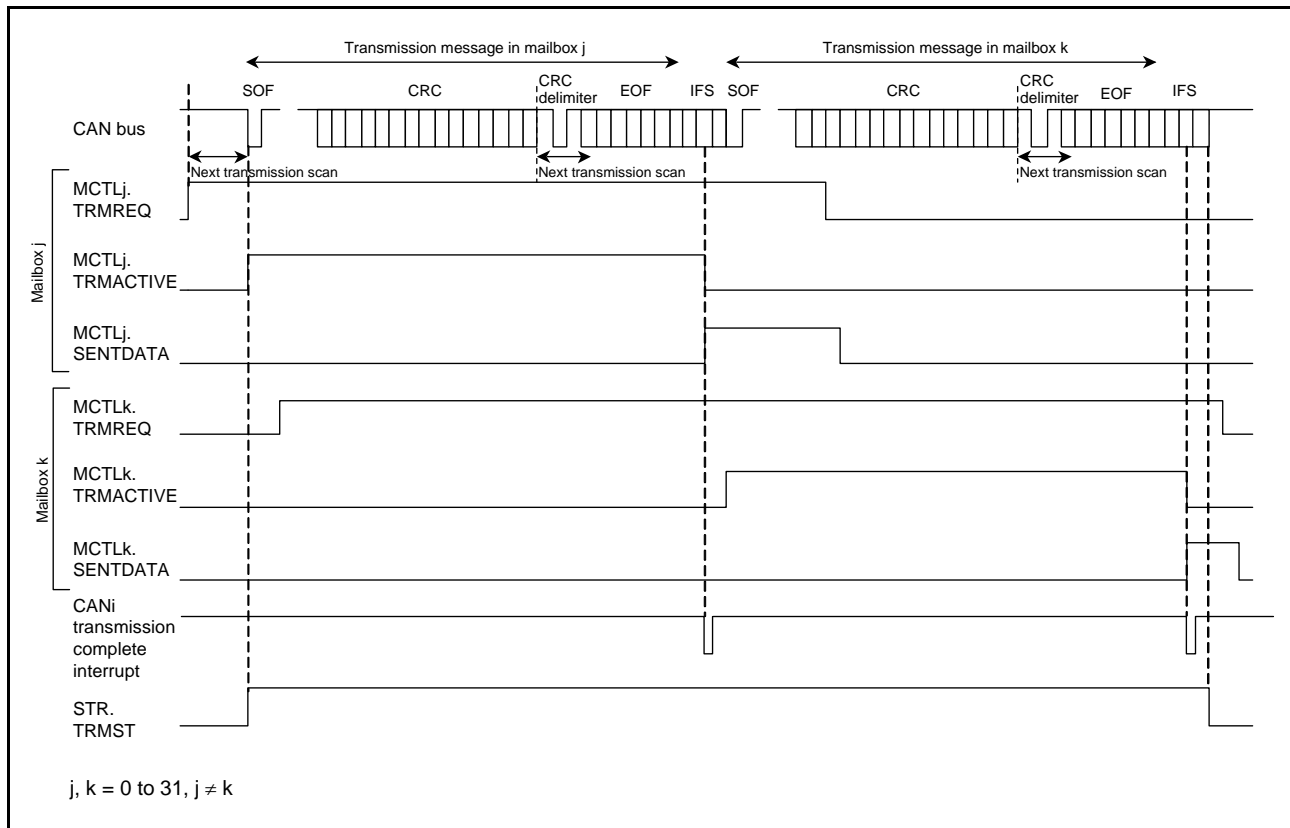 Transmission message in mailbox j
Transmission message in mailbox k
SOF
CRC
CRC
delimiter
EOF
IFS
SOF
CRC
CRC
delimiter
EOF
IFS
CAN bus
Next transmission scan
Next transmission scan
Next transmission scan
Mailbox j
MCTLj.
TRMREQ
MCTLj.
TRMACTIVE
MCTLj.
SENTDATA
Mailbox k
MCTLk.
TRMREQ
MCTLk.
TRMACTIVE
MCTLk.
SENTDATA
CANi
transmission
complete
interrupt
STR.
TRMST
j, k = 0 to 31, j ≠ k